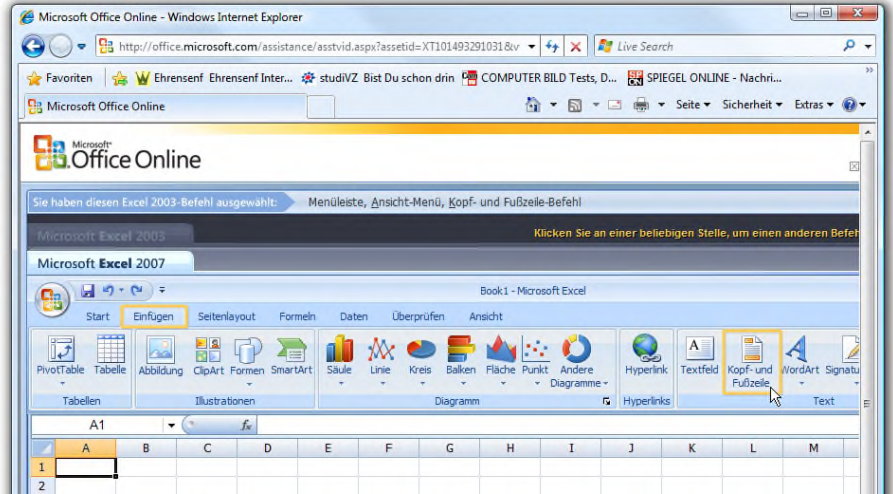 Microsoft Office Online - Windows Internet Explorer
http://office.microsoft.com/assistance/asstvid.aspx?assetid=XT101493291031&v
Live Search
Favoriten
Ehrensenf Ehrensenf Inter...
studiVZ Bist Du schon drin
COMPUTER BILD Tests, D...
SPIEGEL ONLINE - Nachri...
Microsoft Office Online
Seite
Sicherheit
Extras
Microsoft
Office Online
Sie haben diesen Excel 2003-Befehl ausgewählt:
Menüleiste, Ansicht-Menü, Kopf- und Fußzeile-Befehl
Microsoft Excel 2003
Klicken Sie an einer beliebigen Stelle, um einen anderen Befeh
Microsoft Excel 2007
Book1 - Microsoft Excel
Start Einfügen Seitenlayout Formeln Daten Überprüfen Ansicht
PivotTable Tabelle Abbildung ClipArt Formen SmartArt Säule Linie Kreis Balken Fläche Punkt Andere Diagramme Hyperlink Textfeld Kopf- und Fußzeile WordArt Signatu
Tabellen Illustrationen Diagramm Hyperlinks Text
A1 fx
A B C D E F G H I J K L M
1
2